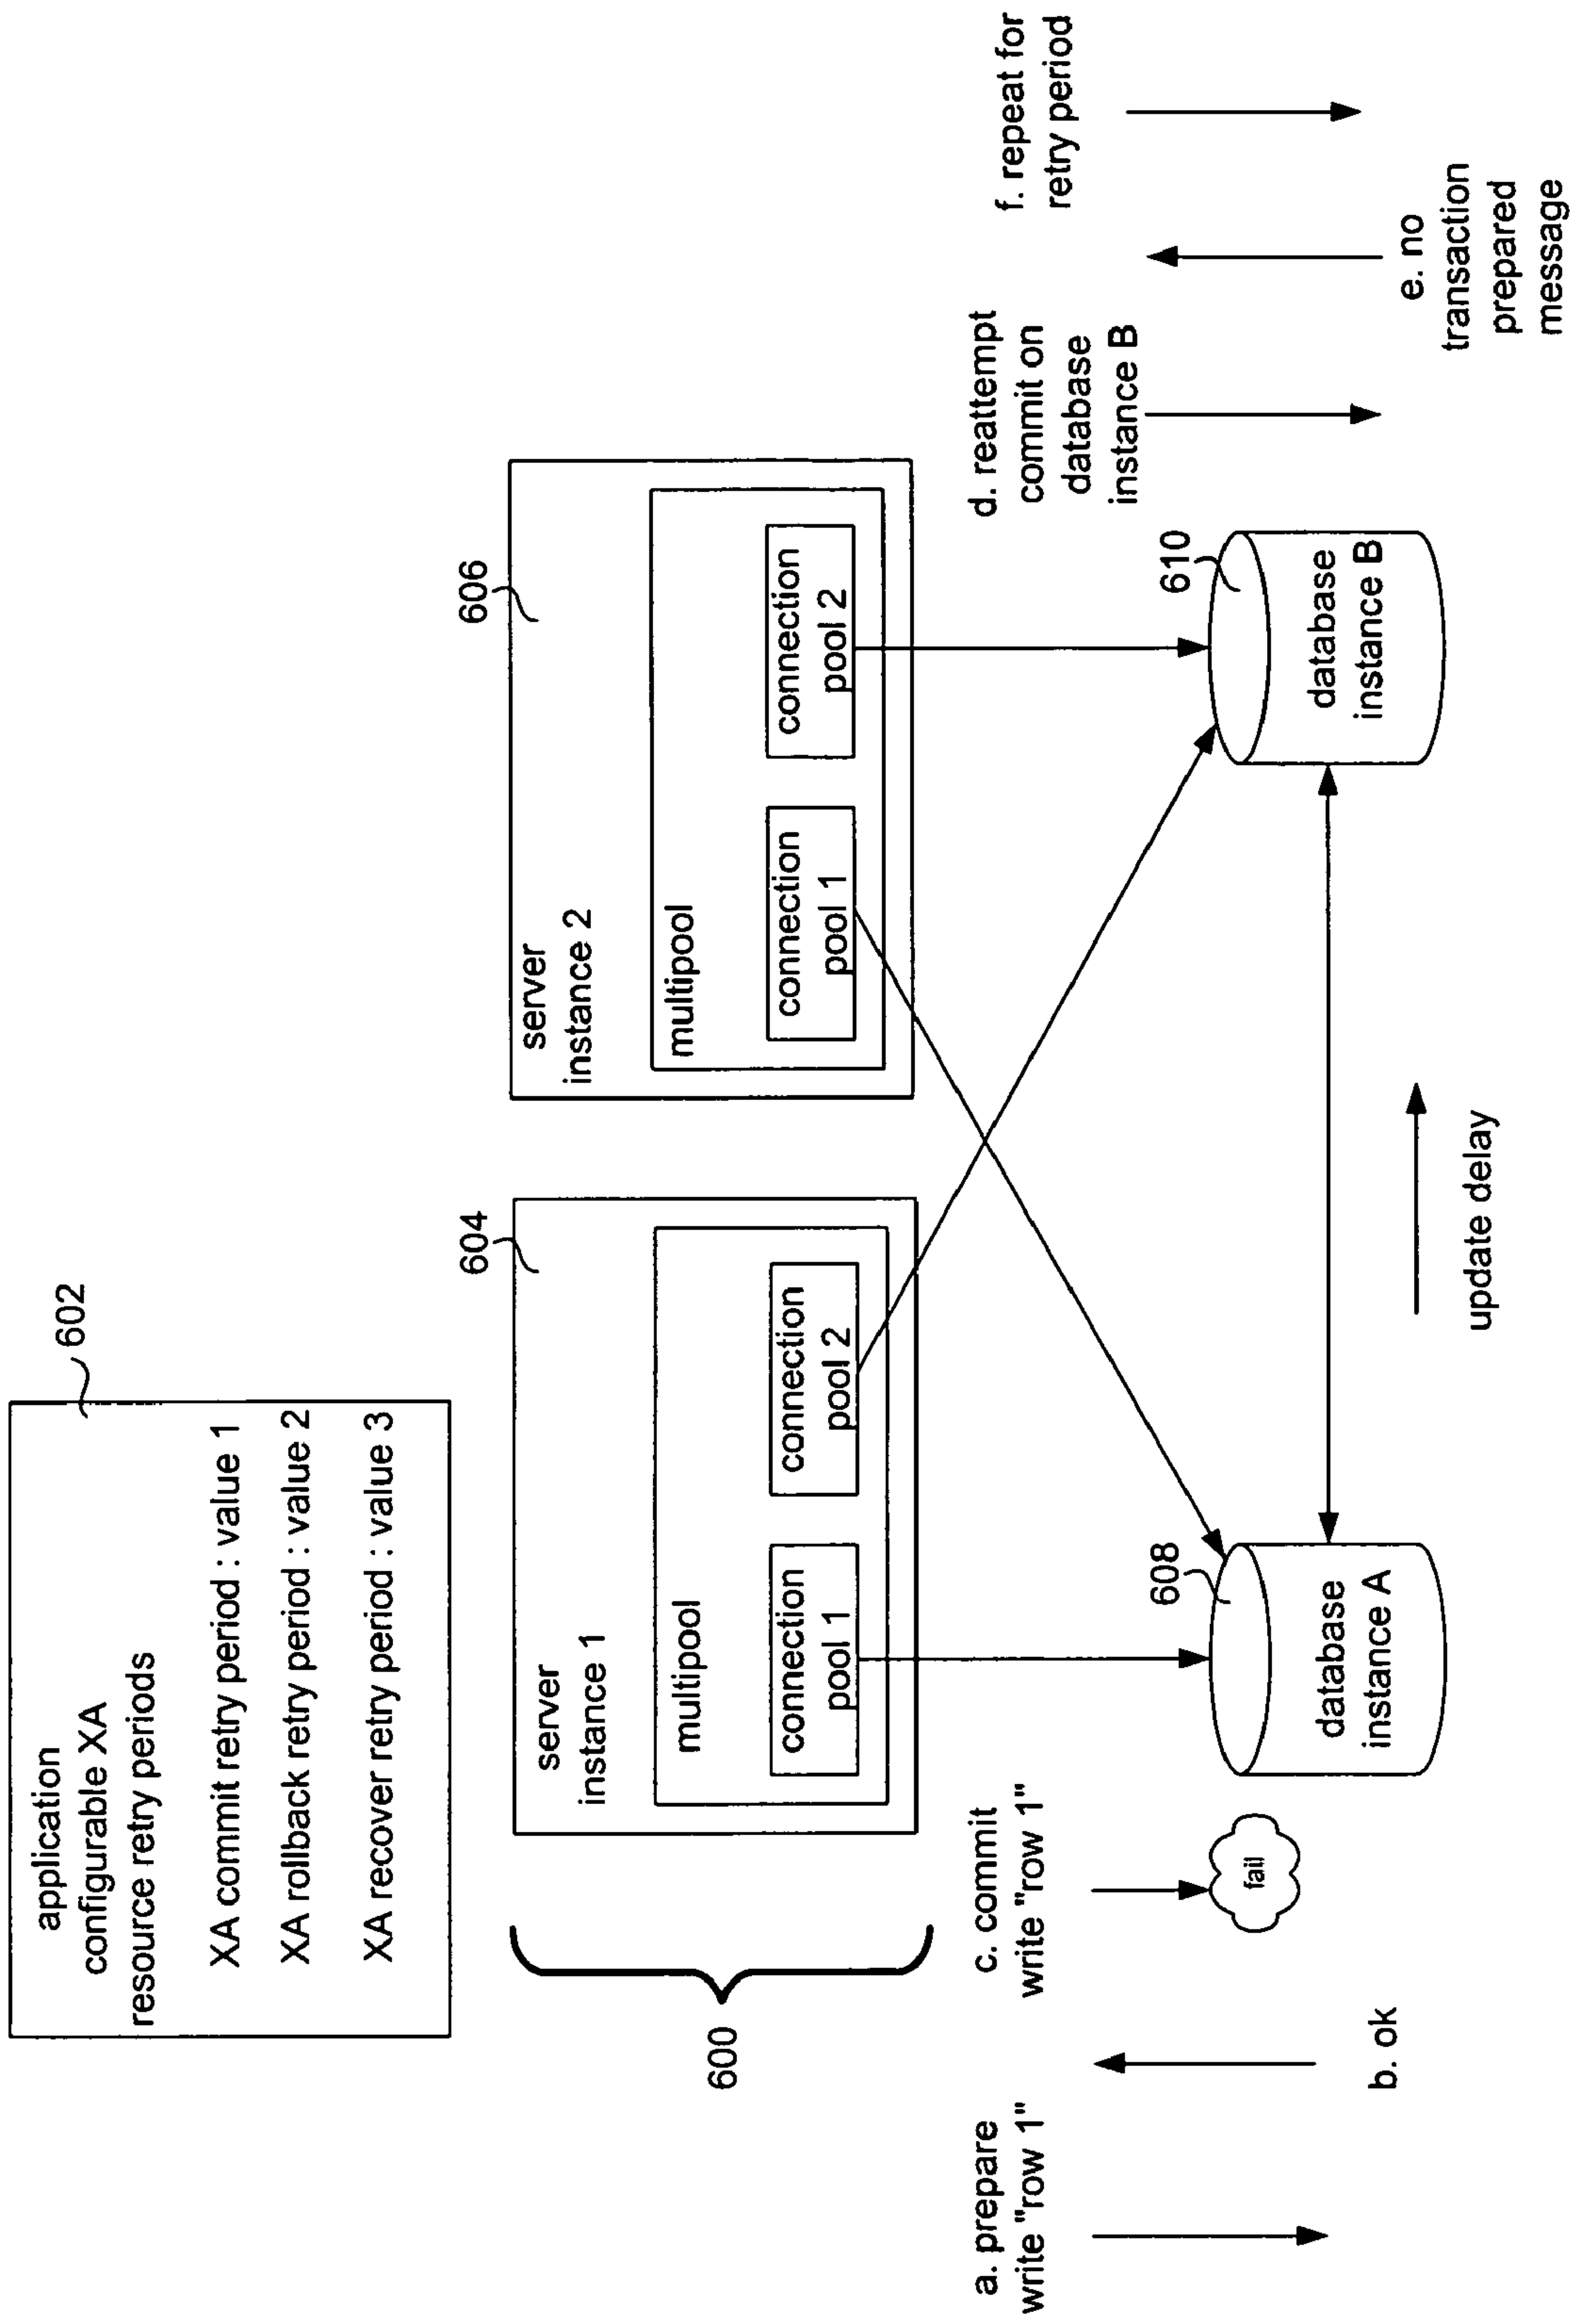 application
configurable XA
resource retry periods
XA commit retry period : value 1
XA rollback retry period : value 2
XA recover retry period : value 3
602
600
604
server
instance 1
multipool
connection
pool 1
connection
pool 2
606
server
instance 2
multipool
connection
pool 1
connection
pool 2
a. prepare
write "row 1"
b. ok
c. commit
write "row 1"
fail
608
database
instance A
update delay
610
database
instance B
d. reattempt
commit on
database
instance B
e. no
transaction
prepared
message
f. repeat for
retry period